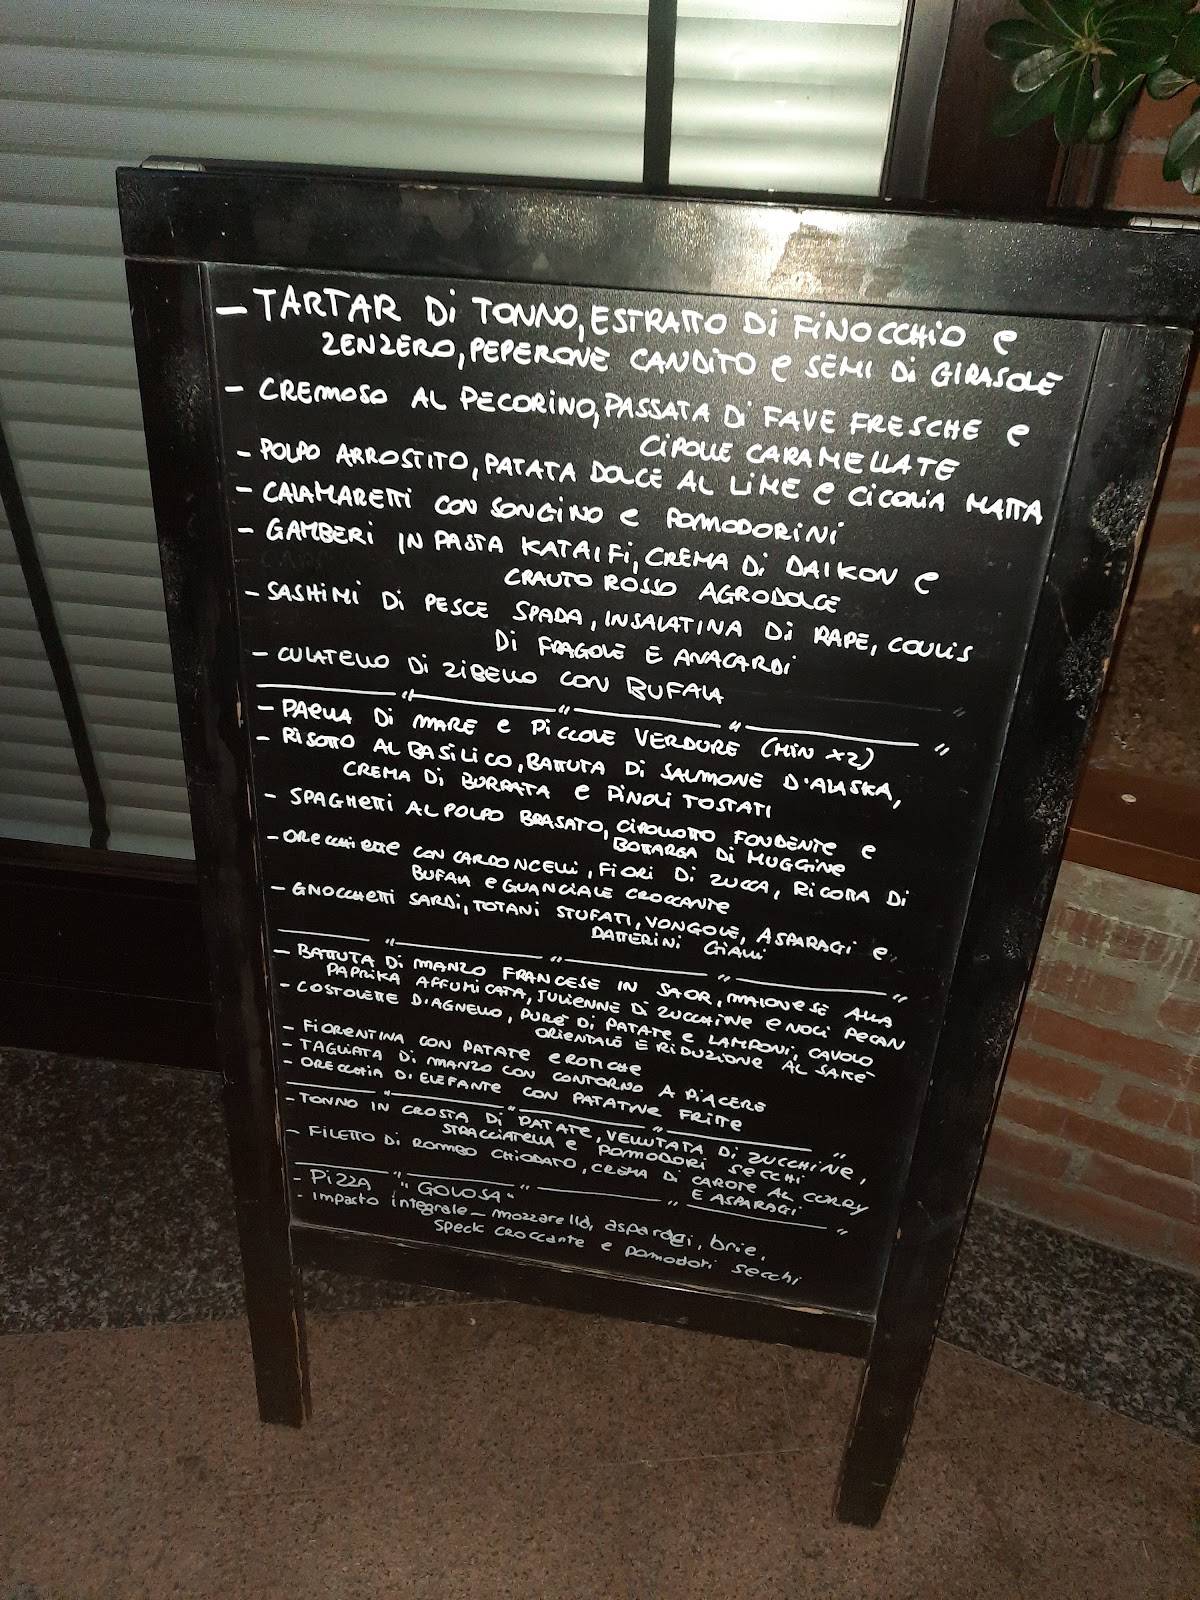 - TARTAR Di TONNO, ESTRATTO Di FINOCCHIO e
ZENZERO, PEPERONE CANDITO e SEMI Di GIRASOLE
- CREMOSO AL PECORINO, PASSATA Di FAVE FRESCHE e
CIPOLLE CARAMELLATE
- POLPO ARROSTITO, PATATA DOLCE AL LIME e CICORIA MATTA
- CALAMARETTI CON SONGINO e POMODORINI
- GAMBERI IN PASTA KATAIFI, CREMA Di DAIKON e
CRAUTO ROSSO AGRODOLCE
- SASHIMI Di PESCE SPADA, INSALATINA Di RAPE, COULIS
Di FRAGOLE E ANACARDI
- CULATELLO Di ZIBELLO CON BUFALA
- PAELLA Di MARE e PICCOLE VERDURE (MIN X2)
- RISOTTO AL BASILICO, BATTUTA Di SALMONE D'ALASKA,
CREMA Di BURRATA e PINOLI TOSTATI
- SPAGHETTI AL POLPO BRASATO, CIPOLLOTTO FONDENTE e
BOTTARGA Di MUGGINE
- ORECCHIETTE CON CARDONCELLI, FIORI Di ZUCCA, RICOTTA Di
BUFALA e GUANCIALE CROCCANTE
- GNOCCHETTI SARDI, TOTANI STUFATI, VONGOLE, ASPARAGI e
DATTERINI GIALLI
- BATTUTA Di MANZO FRANCESE IN SAOR, MAIONESE ALLA
PAPRIKA AFFUMICATA, JULIENNE Di ZUCCHINE e NOCI PECAN
- COSTOLETTE D'AGNELLO, PURÈ Di PATATE e LAMPONI, CAVOLO
ORIENTALE E RIDUZIONE AL SAKÈ
- FIORENTINA CON PATATE eROTICHE
- TAGLIATA Di MANZO CON CONTORNO A PIACERE
- ORECCHIA Di ELEFANTE CON PATATINE FRITTE
- TONNO IN CROSTA Di PATATE, VELLUTATA Di ZUCCHINE,
STRACCIATELLA e POMODORI SECCHI
- FILETTO Di ROMBO CHIODATO, CREMA Di CAROTE AL CURRY
E ASPARAGI
- PIZZA "GOLOSA"
- impasto integrale - mozzarella, asparagi, brie,
speck croccante e pomodori secchi